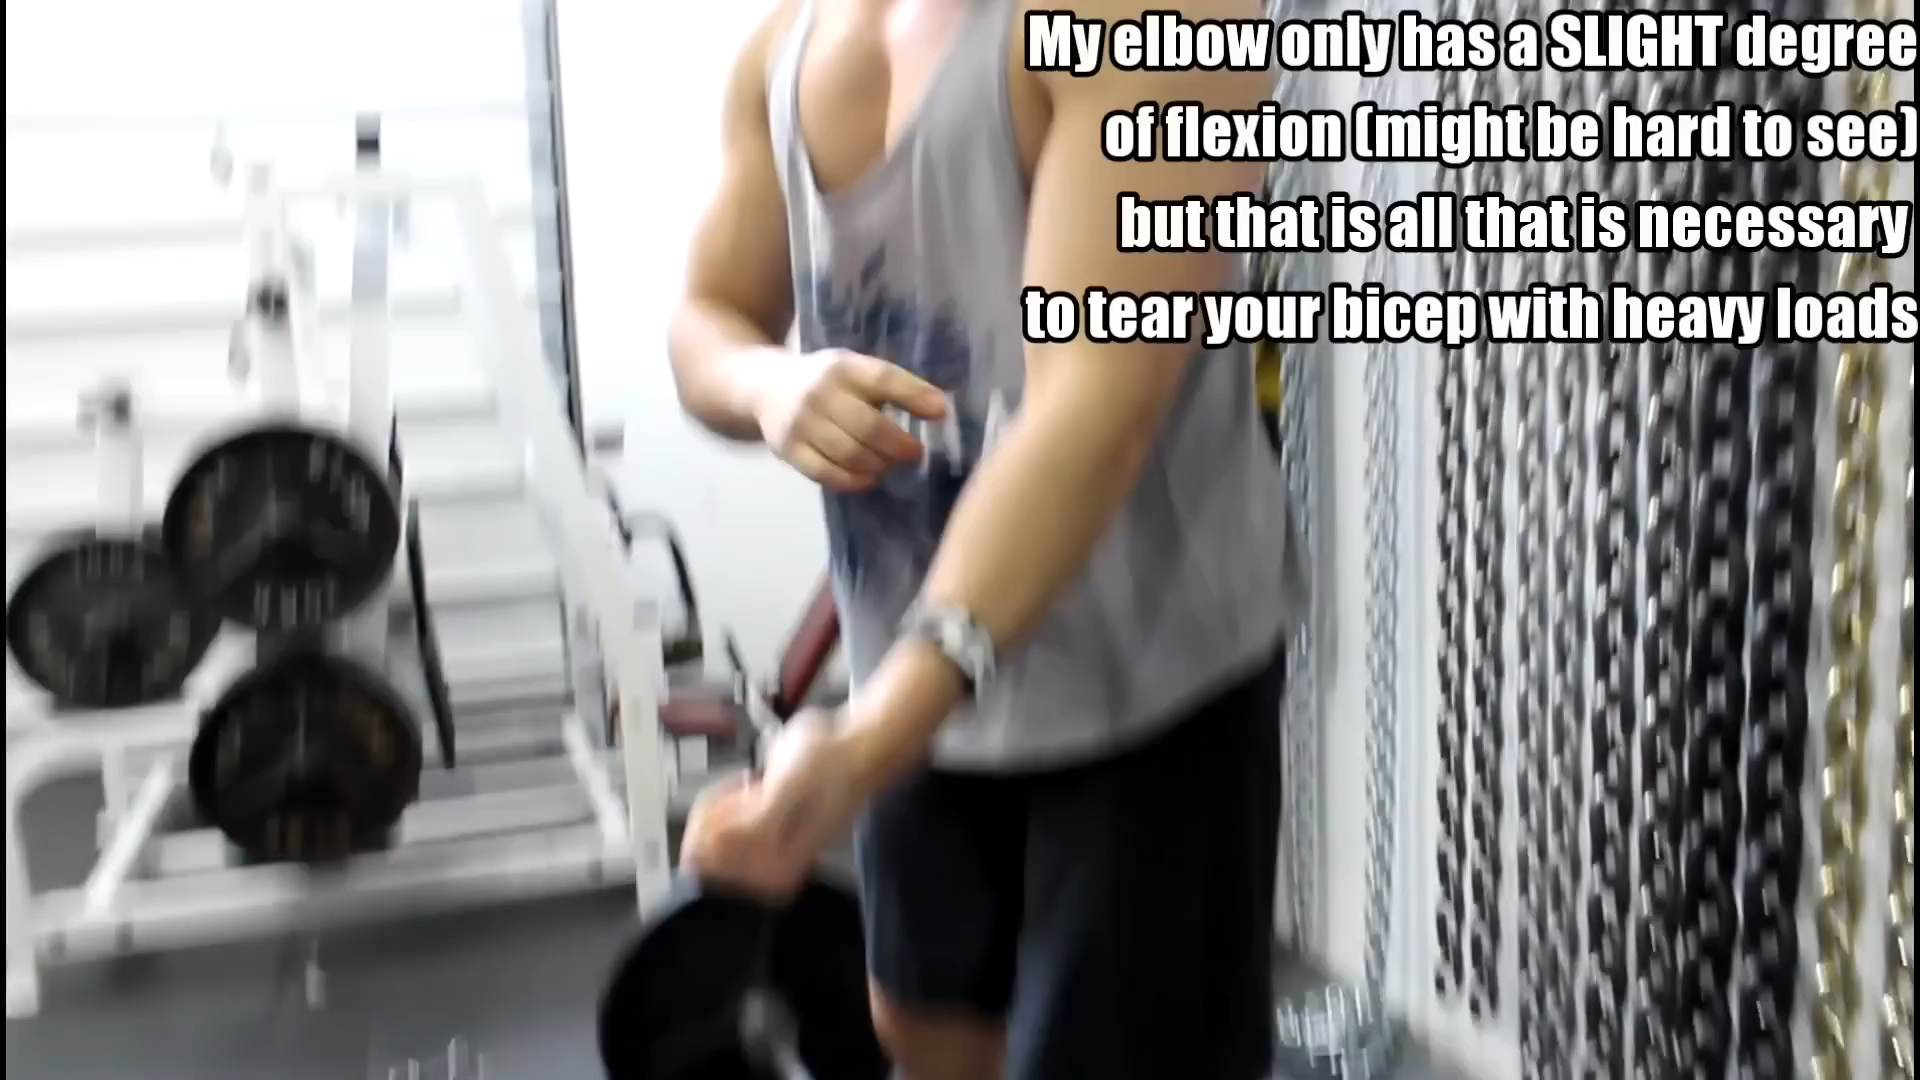 My elbow only has a SLIGHT degree
of flexion (might be hard to see)
but that is all that is necessary
to tear your bicep with heavy loads